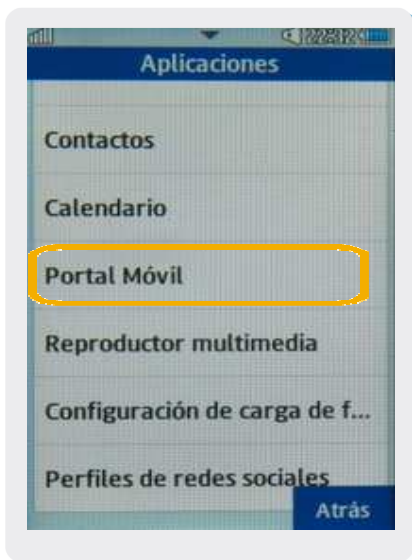 Aplicaciones
Contactos
Calendario
Portal Móvil
Reproductor multimedia
Configuración de carga de f...
Perfiles de redes sociales
Atrás